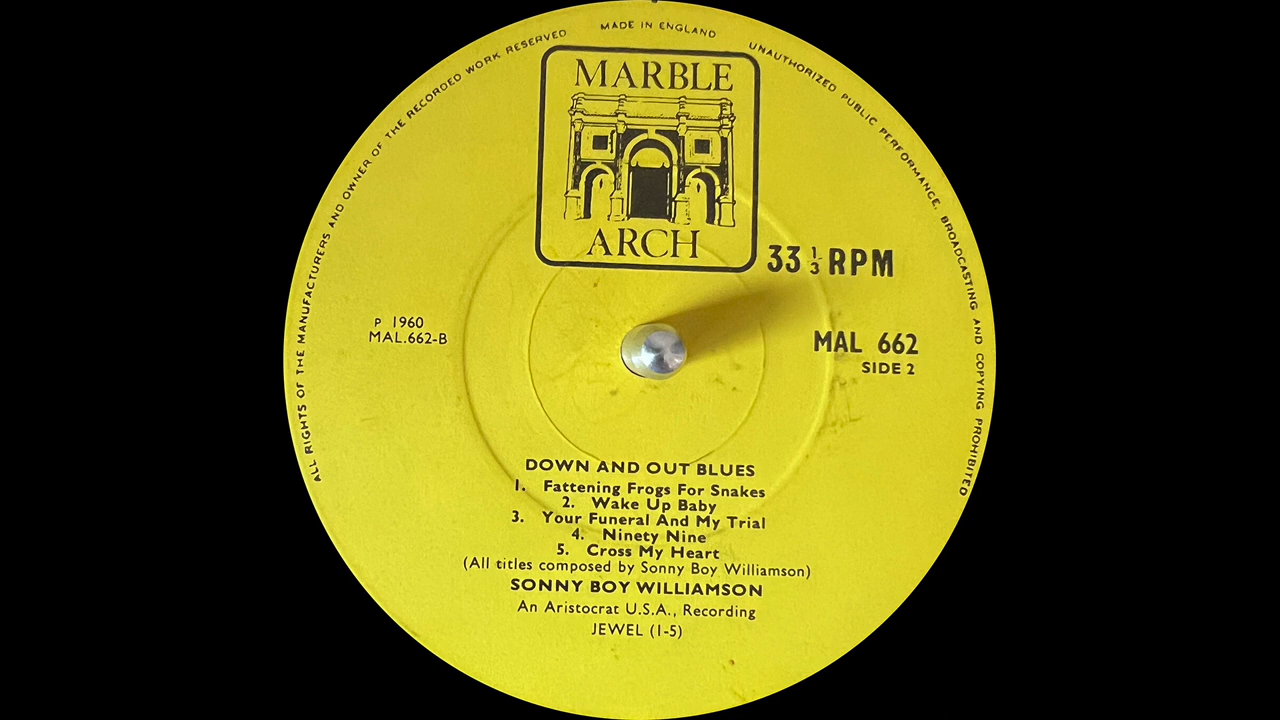 MADE IN ENGLAND
ALL RIGHTS OF THE MANUFACTURERS AND OWNER OF THE RECORDED WORK RESERVED
UNAUTHORIZED PUBLIC PERFORMANCE, BROADCASTING AND COPYING PROHIBITED
MARBLE
ARCH
33 1/3 RPM
P 1960
MAL.662-B
MAL 662
SIDE 2
DOWN AND OUT BLUES
1. Fattening Frogs For Snakes
2. Wake Up Baby
3. Your Funeral And My Trial
4. Ninety Nine
5. Cross My Heart
(All titles composed by Sonny Boy Williamson)
SONNY BOY WILLIAMSON
An Aristocrat U.S.A., Recording
JEWEL (1-5)